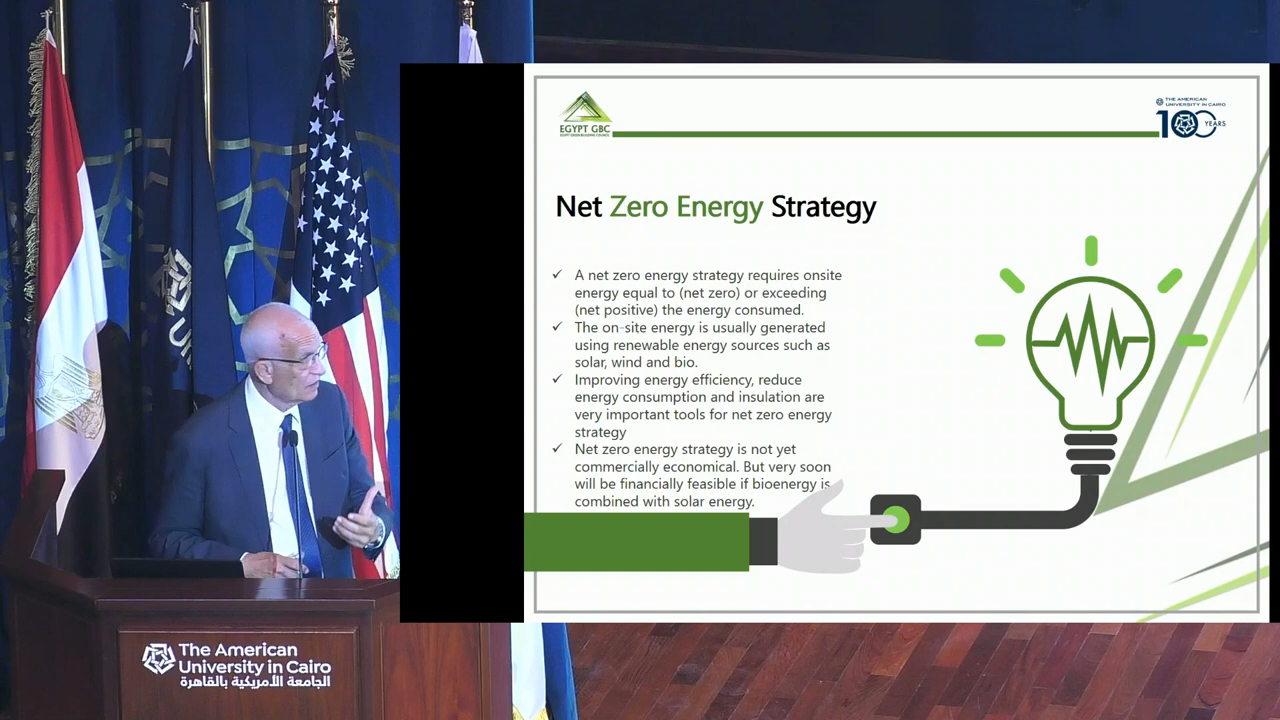 EGYPT GBC
EGYPT GREEN BUILDING COUNCIL
THE AMERICAN
UNIVERSITY IN CAIRO
100 YEARS
Net Zero Energy Strategy
✓ A net zero energy strategy requires onsite
energy equal to (net zero) or exceeding
(net positive) the energy consumed.
✓ The on-site energy is usually generated
using renewable energy sources such as
solar, wind and bio.
✓ Improving energy efficiency, reduce
energy consumption and insulation are
very important tools for net zero energy
strategy
✓ Net zero energy strategy is not yet
commercially economical. But very soon
will be financially feasible if bioenergy is
combined with solar energy.
The American
University in Cairo
الجامعة الأمريكية بالقاهرة